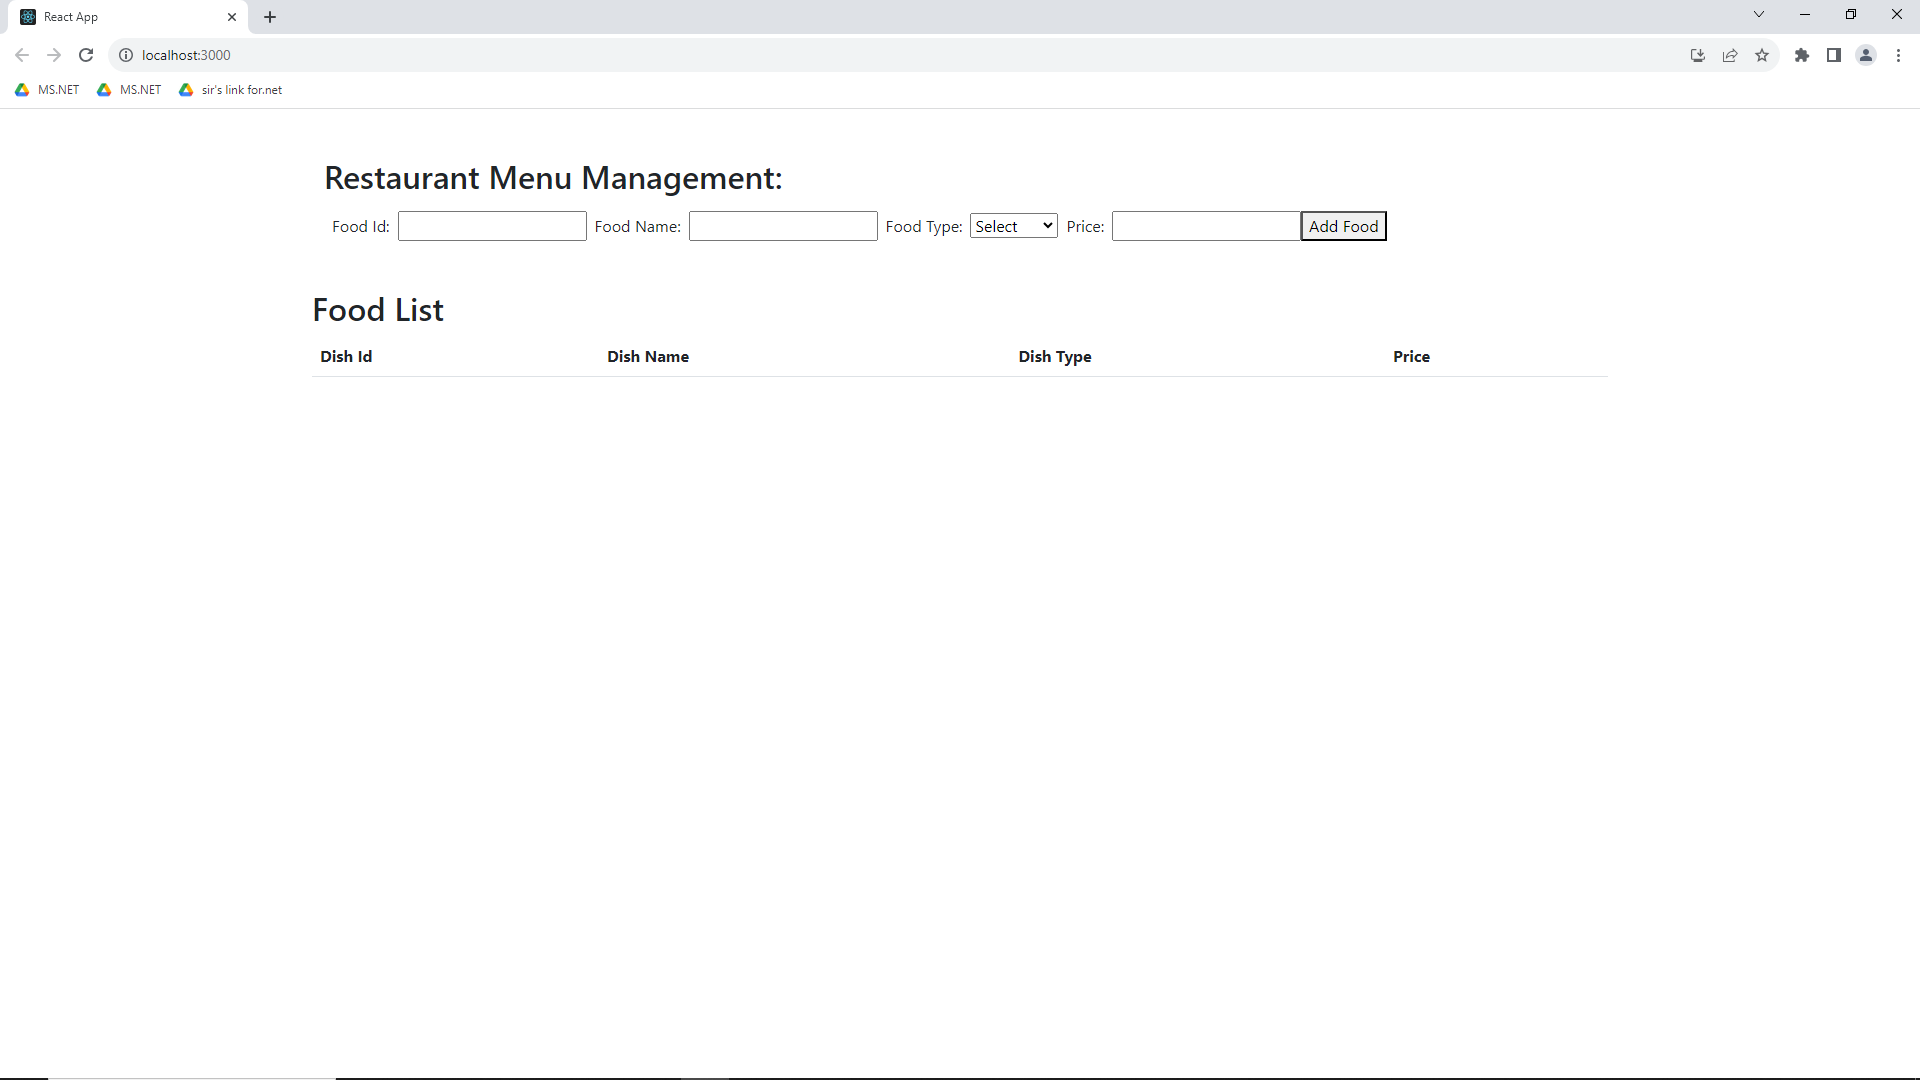 React App
localhost:3000
MS.NET MS.NET sir's link for.net
Restaurant Menu Management:
Food Id: Food Name: Food Type: Select Price: Add Food
Food List
Dish Id Dish Name Dish Type Price